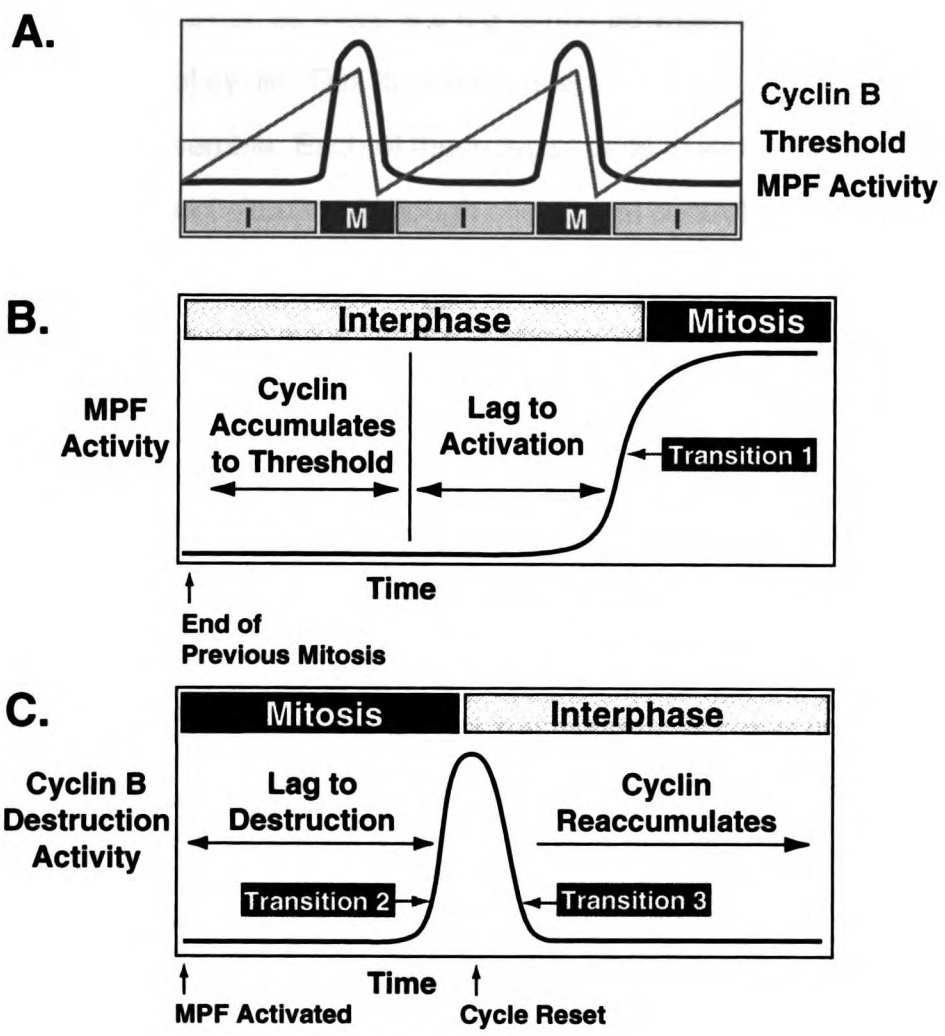 A.
Cyclin B
Threshold
MPF Activity
I M I M I
B.
Interphase Mitosis
MPF
Activity
Cyclin
Accumulates
to Threshold
Lag to
Activation
Transition 1
Time
End of
Previous Mitosis
C.
Mitosis Interphase
Cyclin B
Destruction
Activity
Lag to
Destruction
Cyclin
Reaccumulates
Transition 2
Transition 3
Time
MPF Activated
Cycle Reset